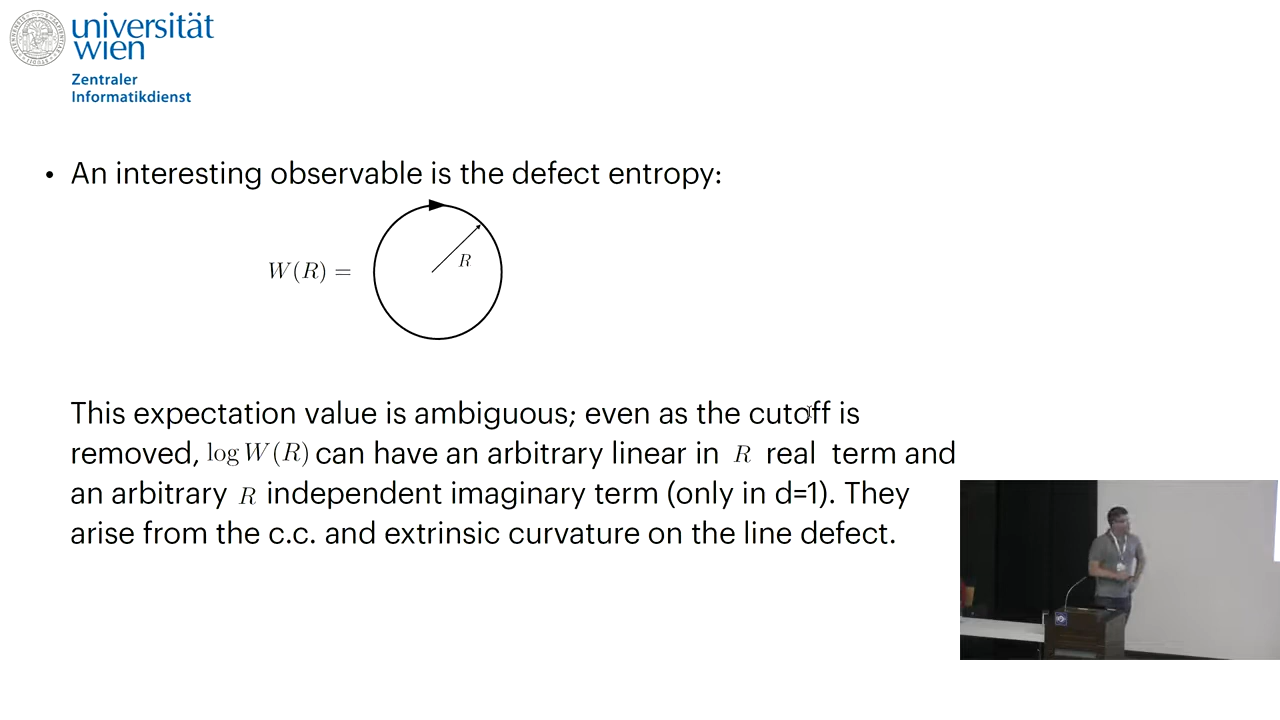 universität
wien
Zentraler
Informatikdienst
• An interesting observable is the defect entropy:
W(R) =
R
This expectation value is ambiguous; even as the cutoff is
removed, log W(R) can have an arbitrary linear in R real term and
an arbitrary R independent imaginary term (only in d=1). They
arise from the c.c. and extrinsic curvature on the line defect.